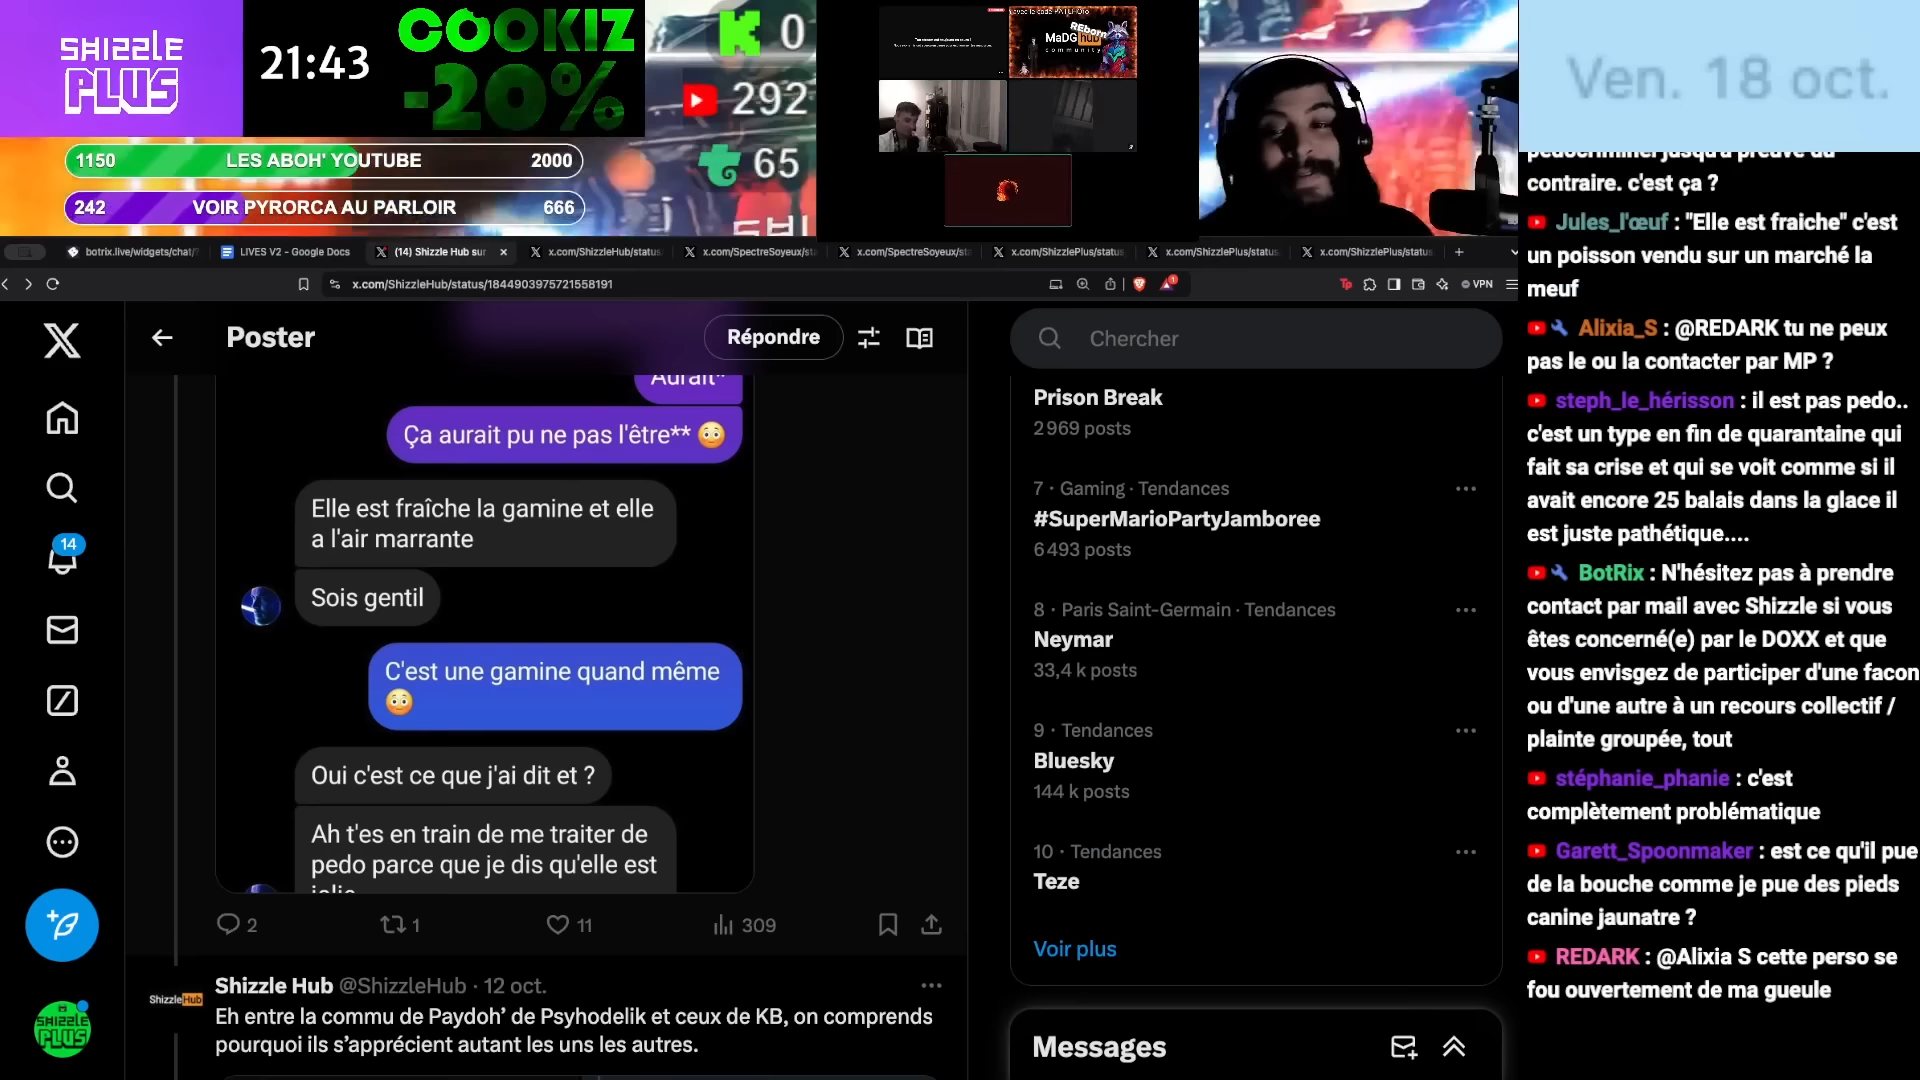 SHIZZLE
PLUS
21:43
COOKIZ
-20%
0
292
65
1150 LES ABOH' YOUTUBE 2000
242 VOIR PYRORCA AU PARLOIR 666
REborn
MaDG hub
community
Ven. 18 oct.
botrix.live/widgets/chat/
LIVES V2 - Google Docs
(14) Shizzle Hub sur
x.com/ShizzleHub/status
x.com/SpectreSoyeux/st
x.com/SpectreSoyeux/st
x.com/ShizzlePlus/status
x.com/ShizzlePlus/status
x.com/ShizzlePlus/status
x.com/ShizzleHub/status/1844903975721558191
VPN
Poster
Répondre
Aurait*
Ça aurait pu ne pas l'être** 😳
Elle est fraîche la gamine et elle
a l'air marrante
Sois gentil
C'est une gamine quand même
😳
Oui c'est ce que j'ai dit et ?
Ah t'es en train de me traiter de
pedo parce que je dis qu'elle est
jolie
2
1
11
309
14
Shizzle Hub @ShizzleHub · 12 oct.
Eh entre la commu de Paydoh' de Psyhodelik et ceux de KB, on comprends
pourquoi ils s'apprécient autant les uns les autres.
ShizzleHub
SHIZZLE
PLUS
Chercher
Prison Break
2 969 posts
7 · Gaming · Tendances
#SuperMarioPartyJamboree
6 493 posts
8 · Paris Saint-Germain · Tendances
Neymar
33,4 k posts
9 · Tendances
Bluesky
144 k posts
10 · Tendances
Teze
Voir plus
Messages
pédocriminel jusqu'à preuve du
contraire. c'est ça ?
Jules_l'œuf : "Elle est fraiche" c'est
un poisson vendu sur un marché la
meuf
Alixia_S : @REDARK tu ne peux
pas le ou la contacter par MP ?
steph_le_hérisson : il est pas pedo..
c'est un type en fin de quarantaine qui
fait sa crise et qui se voit comme si il
avait encore 25 balais dans la glace il
est juste pathétique....
BotRix : N'hésitez pas à prendre
contact par mail avec Shizzle si vous
êtes concerné(e) par le DOXX et que
vous envisgez de participer d'une facon
ou d'une autre à un recours collectif /
plainte groupée, tout
stéphanie_phanie : c'est
complètement problématique
Garett_Spoonmaker : est ce qu'il pue
de la bouche comme je pue des pieds
canine jaunatre ?
REDARK : @Alixia S cette perso se
fou ouvertement de ma gueule